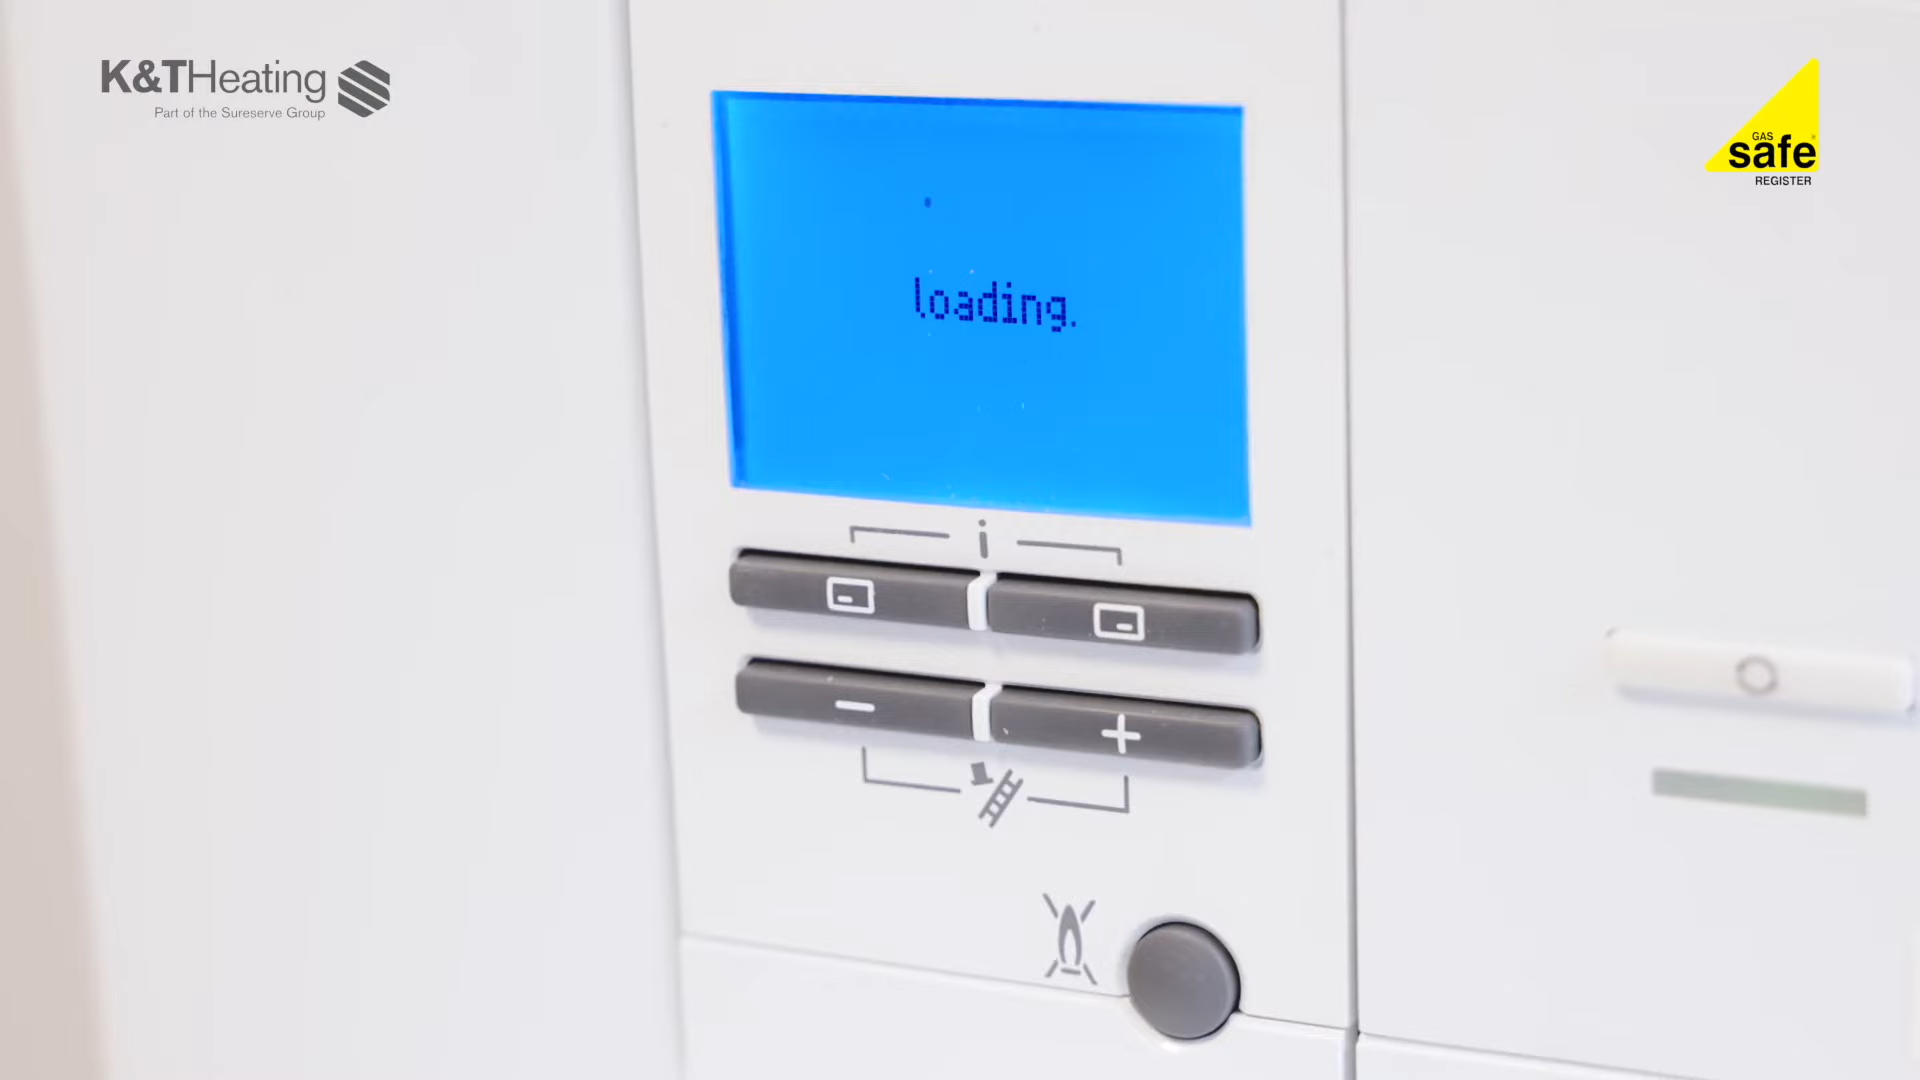 K&THeating
Part of the Sureserve Group
GAS
safe
REGISTER
loading.
i